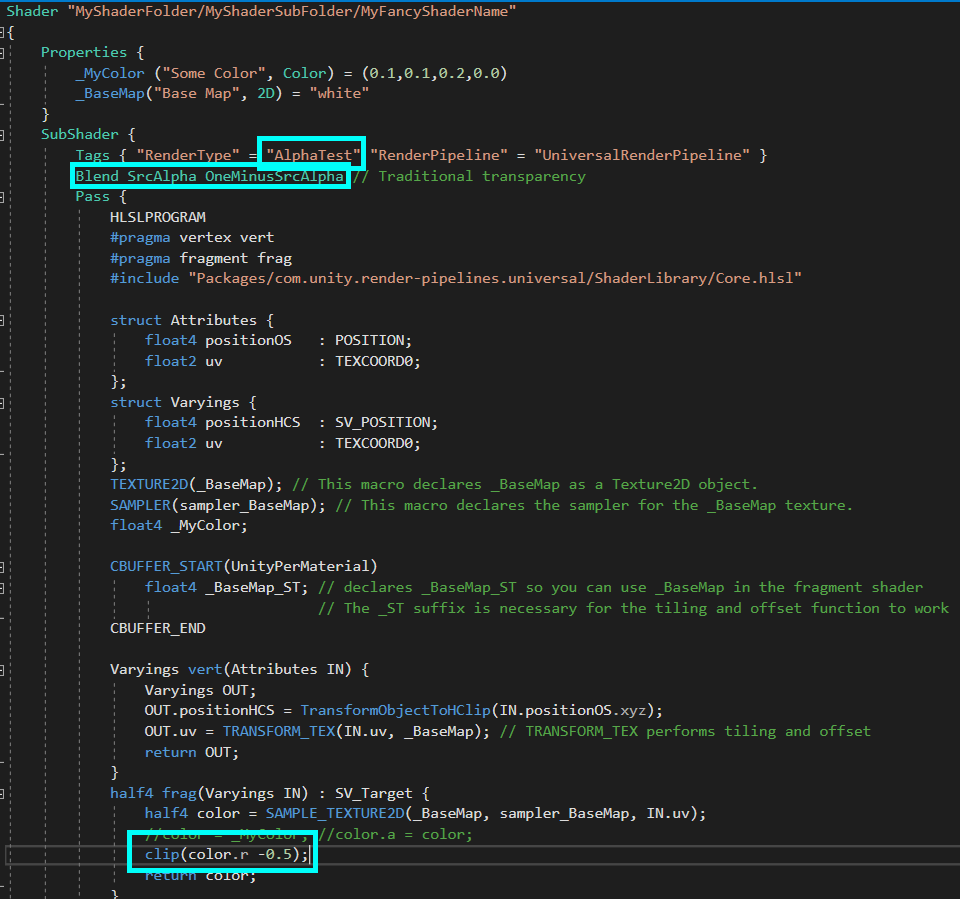 Shader "MyShaderFolder/MyShaderSubFolder/MyFancyShaderName"
{
Properties {
_MyColor ("Some Color", Color) = (0.1,0.1,0.2,0.0)
_BaseMap("Base Map", 2D) = "white"
}
SubShader {
Tags { "RenderType" = "AlphaTest" "RenderPipeline" = "UniversalRenderPipeline" }
Blend SrcAlpha OneMinusSrcAlpha // Traditional transparency
Pass {
HLSLPROGRAM
#pragma vertex vert
#pragma fragment frag
#include "Packages/com.unity.render-pipelines.universal/ShaderLibrary/Core.hlsl"
struct Attributes {
float4 positionOS : POSITION;
float2 uv : TEXCOORD0;
};
struct Varyings {
float4 positionHCS : SV_POSITION;
float2 uv : TEXCOORD0;
};
TEXTURE2D(_BaseMap); // This macro declares _BaseMap as a Texture2D object.
SAMPLER(sampler_BaseMap); // This macro declares the sampler for the _BaseMap texture.
float4 _MyColor;
CBUFFER_START(UnityPerMaterial)
float4 _BaseMap_ST; // declares _BaseMap_ST so you can use _BaseMap in the fragment shader
// The _ST suffix is necessary for the tiling and offset function to work
CBUFFER_END
Varyings vert(Attributes IN) {
Varyings OUT;
OUT.positionHCS = TransformObjectToHClip(IN.positionOS.xyz);
OUT.uv = TRANSFORM_TEX(IN.uv, _BaseMap); // TRANSFORM_TEX performs tiling and offset
return OUT;
}
half4 frag(Varyings IN) : SV_Target {
half4 color = SAMPLE_TEXTURE2D(_BaseMap, sampler_BaseMap, IN.uv);
//color = _MyColor; //color.a = color;
clip(color.r -0.5);
return color;
}